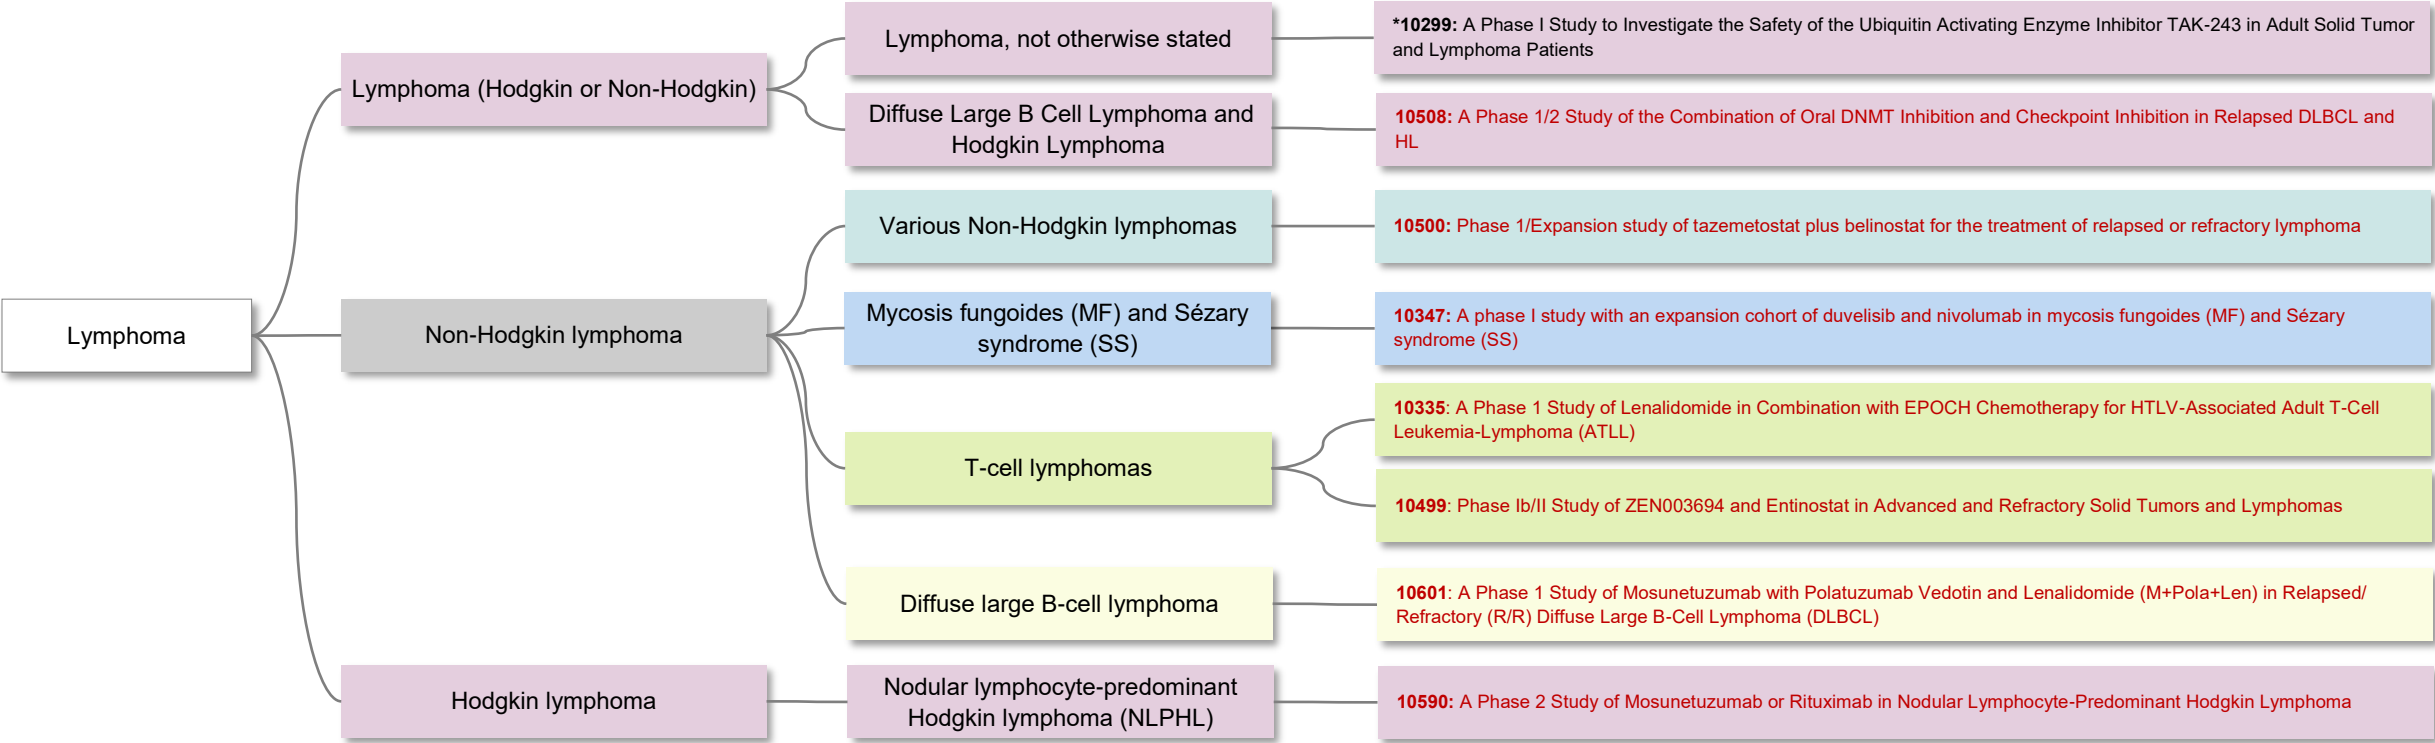 Lymphoma
Lymphoma (Hodgkin or Non-Hodgkin)
Lymphoma, not otherwise stated
*10299: A Phase I Study to Investigate the Safety of the Ubiquitin Activating Enzyme Inhibitor TAK-243 in Adult Solid Tumor
and Lymphoma Patients
Diffuse Large B Cell Lymphoma and
Hodgkin Lymphoma
10508: A Phase 1/2 Study of the Combination of Oral DNMT Inhibition and Checkpoint Inhibition in Relapsed DLBCL and
HL
Non-Hodgkin lymphoma
Various Non-Hodgkin lymphomas
10500: Phase 1/Expansion study of tazemetostat plus belinostat for the treatment of relapsed or refractory lymphoma
Mycosis fungoides (MF) and Sézary
syndrome (SS)
10347: A phase I study with an expansion cohort of duvelisib and nivolumab in mycosis fungoides (MF) and Sézary
syndrome (SS)
T-cell lymphomas
10335: A Phase 1 Study of Lenalidomide in Combination with EPOCH Chemotherapy for HTLV-Associated Adult T-Cell
Leukemia-Lymphoma (ATLL)
10499: Phase Ib/II Study of ZEN003694 and Entinostat in Advanced and Refractory Solid Tumors and Lymphomas
Diffuse large B-cell lymphoma
10601: A Phase 1 Study of Mosunetuzumab with Polatuzumab Vedotin and Lenalidomide (M+Pola+Len) in Relapsed/
Refractory (R/R) Diffuse Large B-Cell Lymphoma (DLBCL)
Hodgkin lymphoma
Nodular lymphocyte-predominant
Hodgkin lymphoma (NLPHL)
10590: A Phase 2 Study of Mosunetuzumab or Rituximab in Nodular Lymphocyte-Predominant Hodgkin Lymphoma